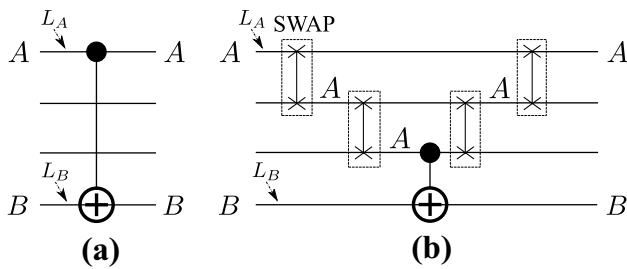 L_A SWAP L_A
A A A A
A
A
L_B L_B
B B B B
(a) (b)